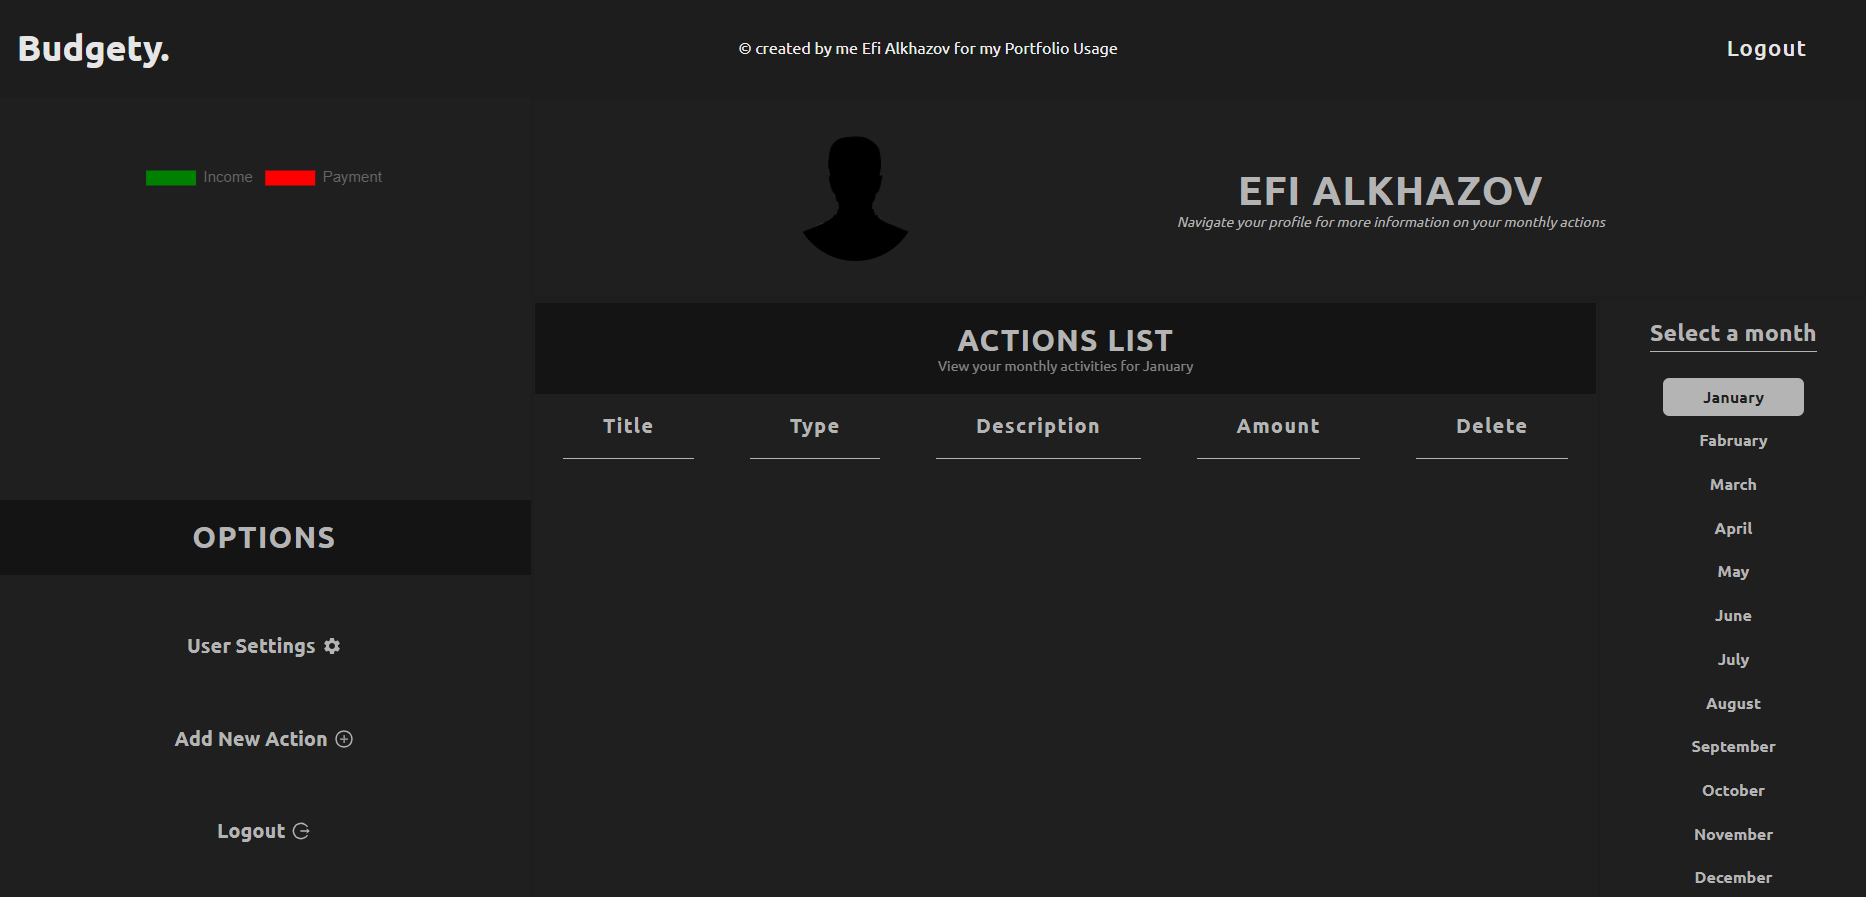 Budgety.
© created by me Efi Alkhazov for my Portfolio Usage
Logout
Income
Payment
EFI ALKHAZOV
Navigate your profile for more information on your monthly actions
ACTIONS LIST
View your monthly activities for January
Title
Type
Description
Amount
Delete
Select a month
January
Fabruary
March
April
May
June
July
August
September
October
November
December
OPTIONS
User Settings
Add New Action
Logout